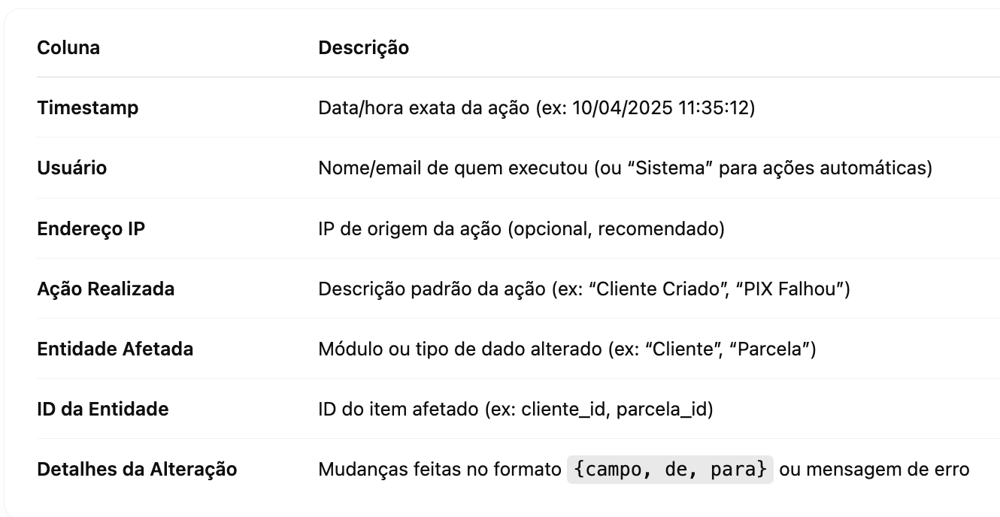 Coluna Descrição
Timestamp Data/hora exata da ação (ex: 10/04/2025 11:35:12)
Usuário Nome/email de quem executou (ou “Sistema” para ações automáticas)
Endereço IP IP de origem da ação (opcional, recomendado)
Ação Realizada Descrição padrão da ação (ex: “Cliente Criado”, “PIX Falhou”)
Entidade Afetada Módulo ou tipo de dado alterado (ex: “Cliente”, “Parcela”)
ID da Entidade ID do item afetado (ex: cliente_id, parcela_id)
Detalhes da Alteração Mudanças feitas no formato {campo, de, para} ou mensagem de erro